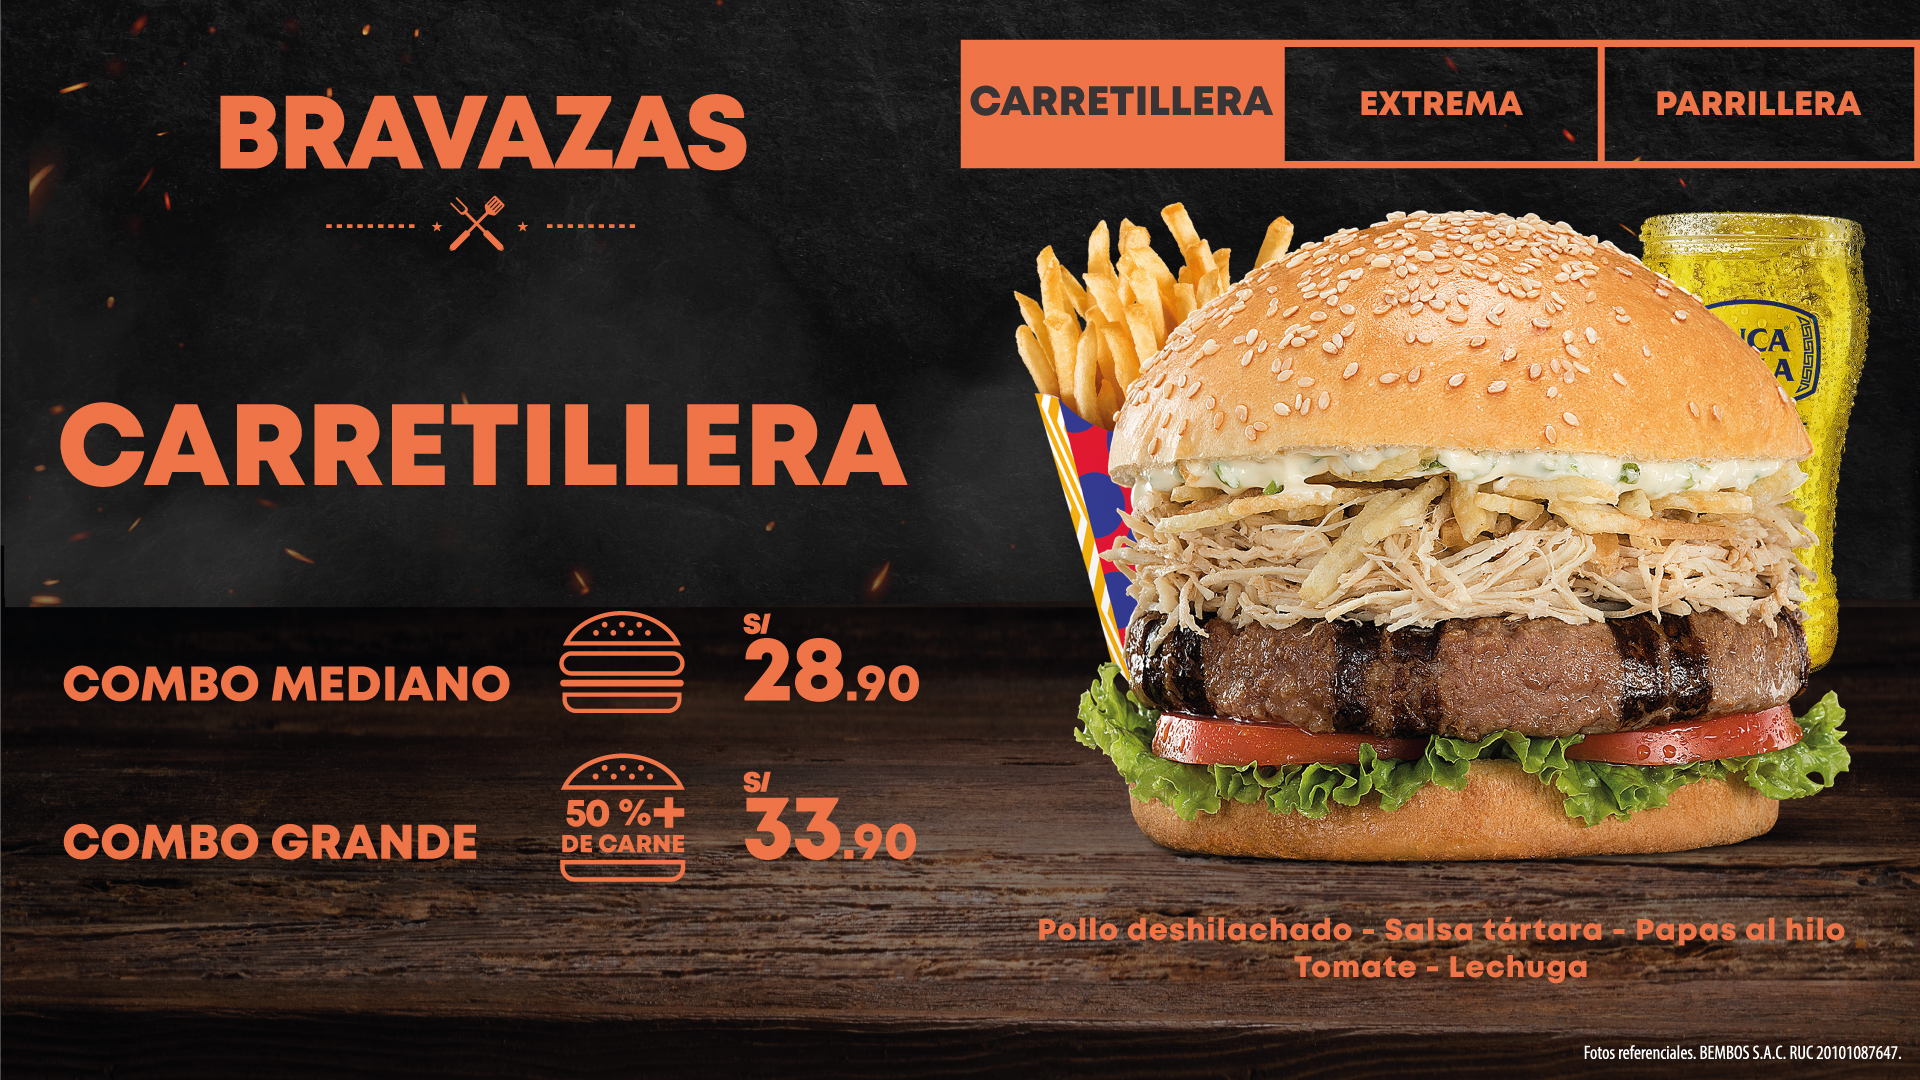 BRAVAZAS
CARRETILLERA
EXTREMA
PARRILLERA
CARRETILLERA
COMBO MEDIANO
S/
28.90
COMBO GRANDE
50 %+
DE CARNE
S/
33.90
Pollo deshilachado - Salsa tártara - Papas al hilo
Tomate - Lechuga
Fotos referenciales. BEMBOS S.A.C. RUC 20101087647.